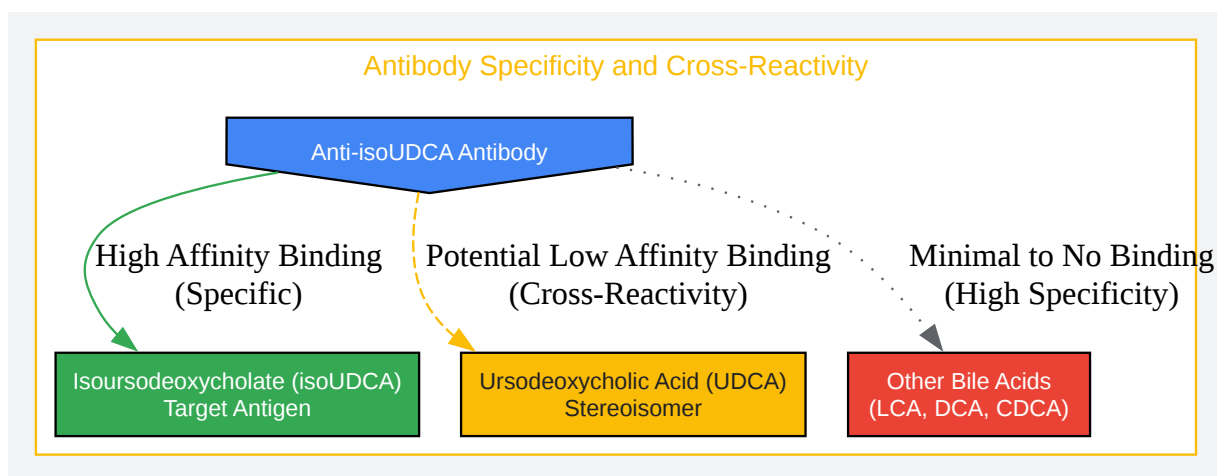 Antibody Specificity and Cross-Reactivity
Anti-isoUDCA Antibody
High Affinity Binding
(Specific)
Potential Low Affinity Binding
(Cross-Reactivity)
Minimal to No Binding
(High Specificity)
Isoursodeoxycholate (isoUDCA)
Target Antigen
Ursodeoxycholic Acid (UDCA)
Stereoisomer
Other Bile Acids
(LCA, DCA, CDCA)